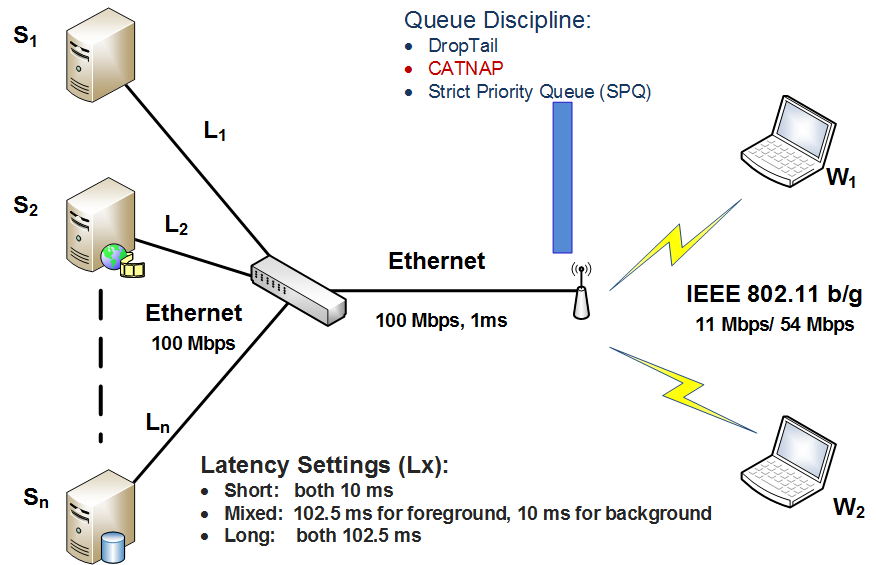 Queue Discipline:
• DropTail
• CATNAP
• Strict Priority Queue (SPQ)
S1
L1
W1
S2
L2
Ethernet
Ethernet
100 Mbps
100 Mbps, 1ms
IEEE 802.11 b/g
11 Mbps/ 54 Mbps
Ln
Sn
Latency Settings (Lx):
• Short: both 10 ms
• Mixed: 102.5 ms for foreground, 10 ms for background
• Long: both 102.5 ms
W2